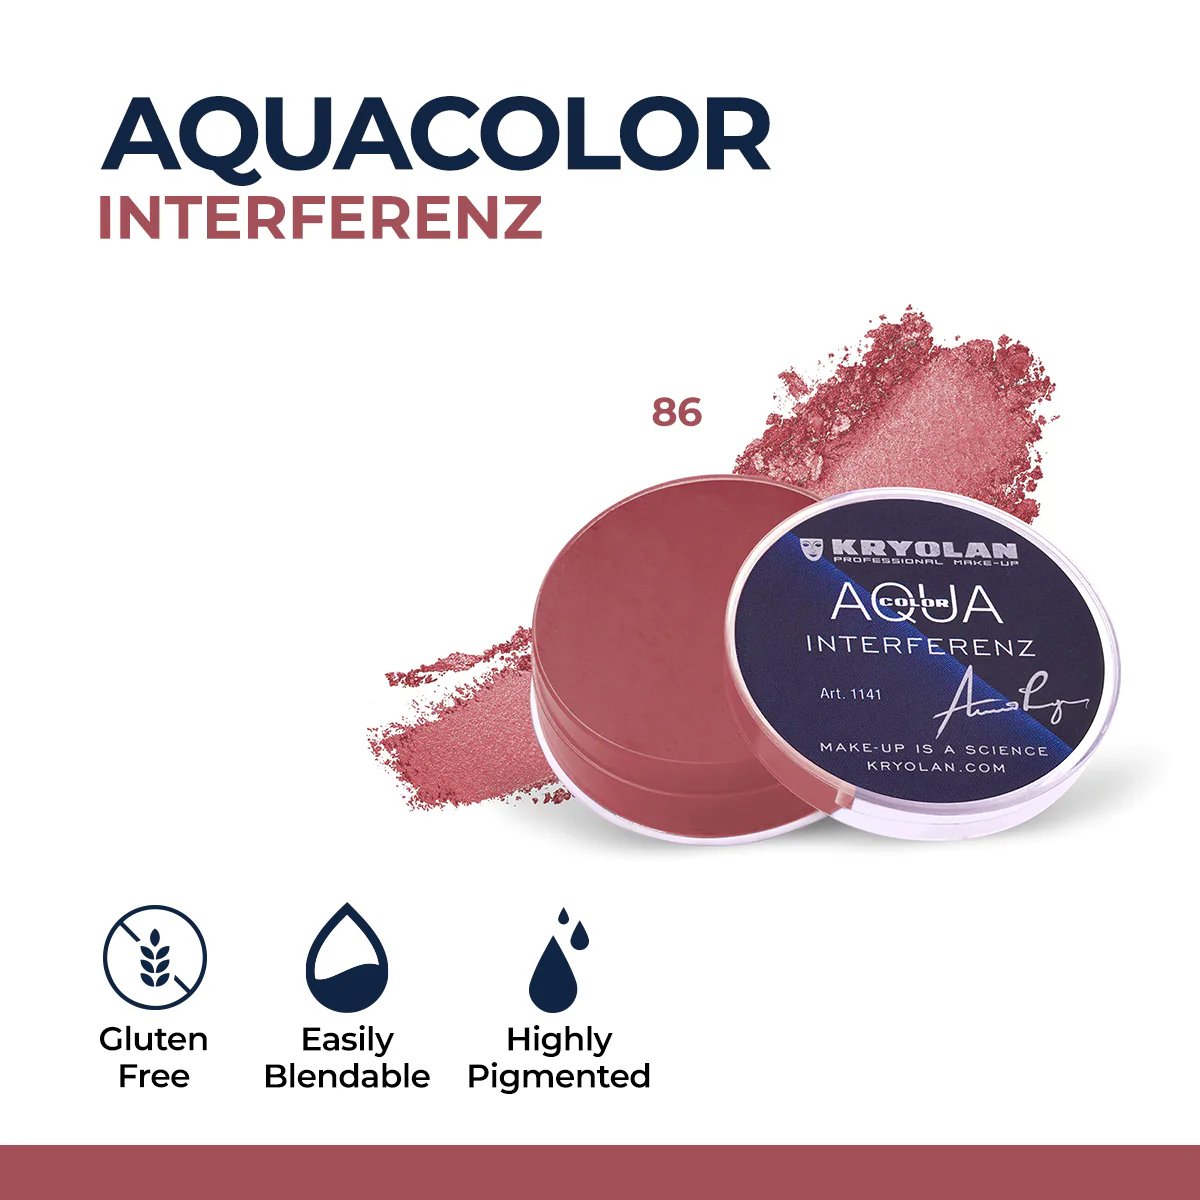 AQUACOLOR
INTERFERENZ
86
KRYOLAN
PROFESSIONAL MAKE-UP
AQUA
COLOR
INTERFERENZ
Art. 1141
MAKE-UP IS A SCIENCE
KRYOLAN.COM
Gluten
Free
Easily
Blendable
Highly
Pigmented